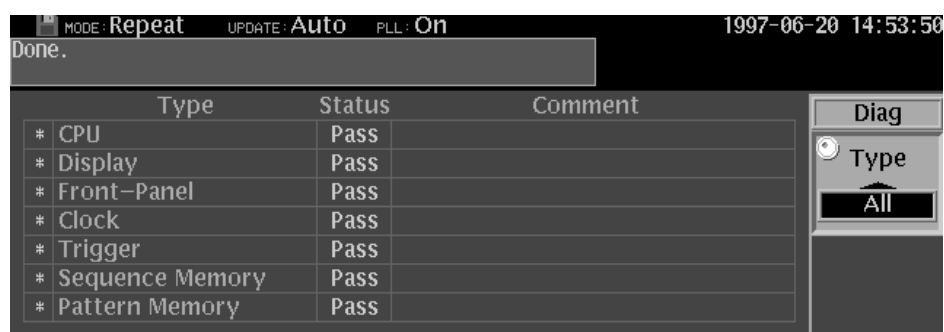 MODE:Repeat UPDATE:Auto PLL:On 1997-06-20 14:53:50
Done.
Type Status Comment
* CPU Pass
* Display Pass
* Front-Panel Pass
* Clock Pass
* Trigger Pass
* Sequence Memory Pass
* Pattern Memory Pass
Diag
Type
All